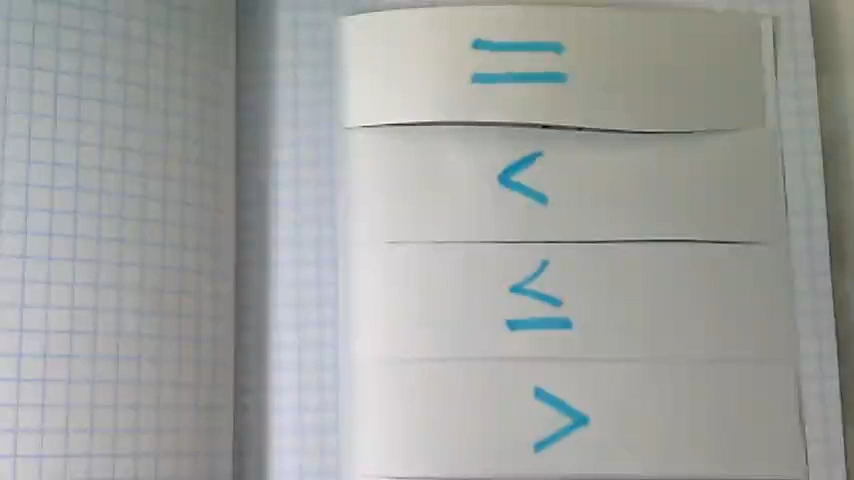 =
<
≤
>